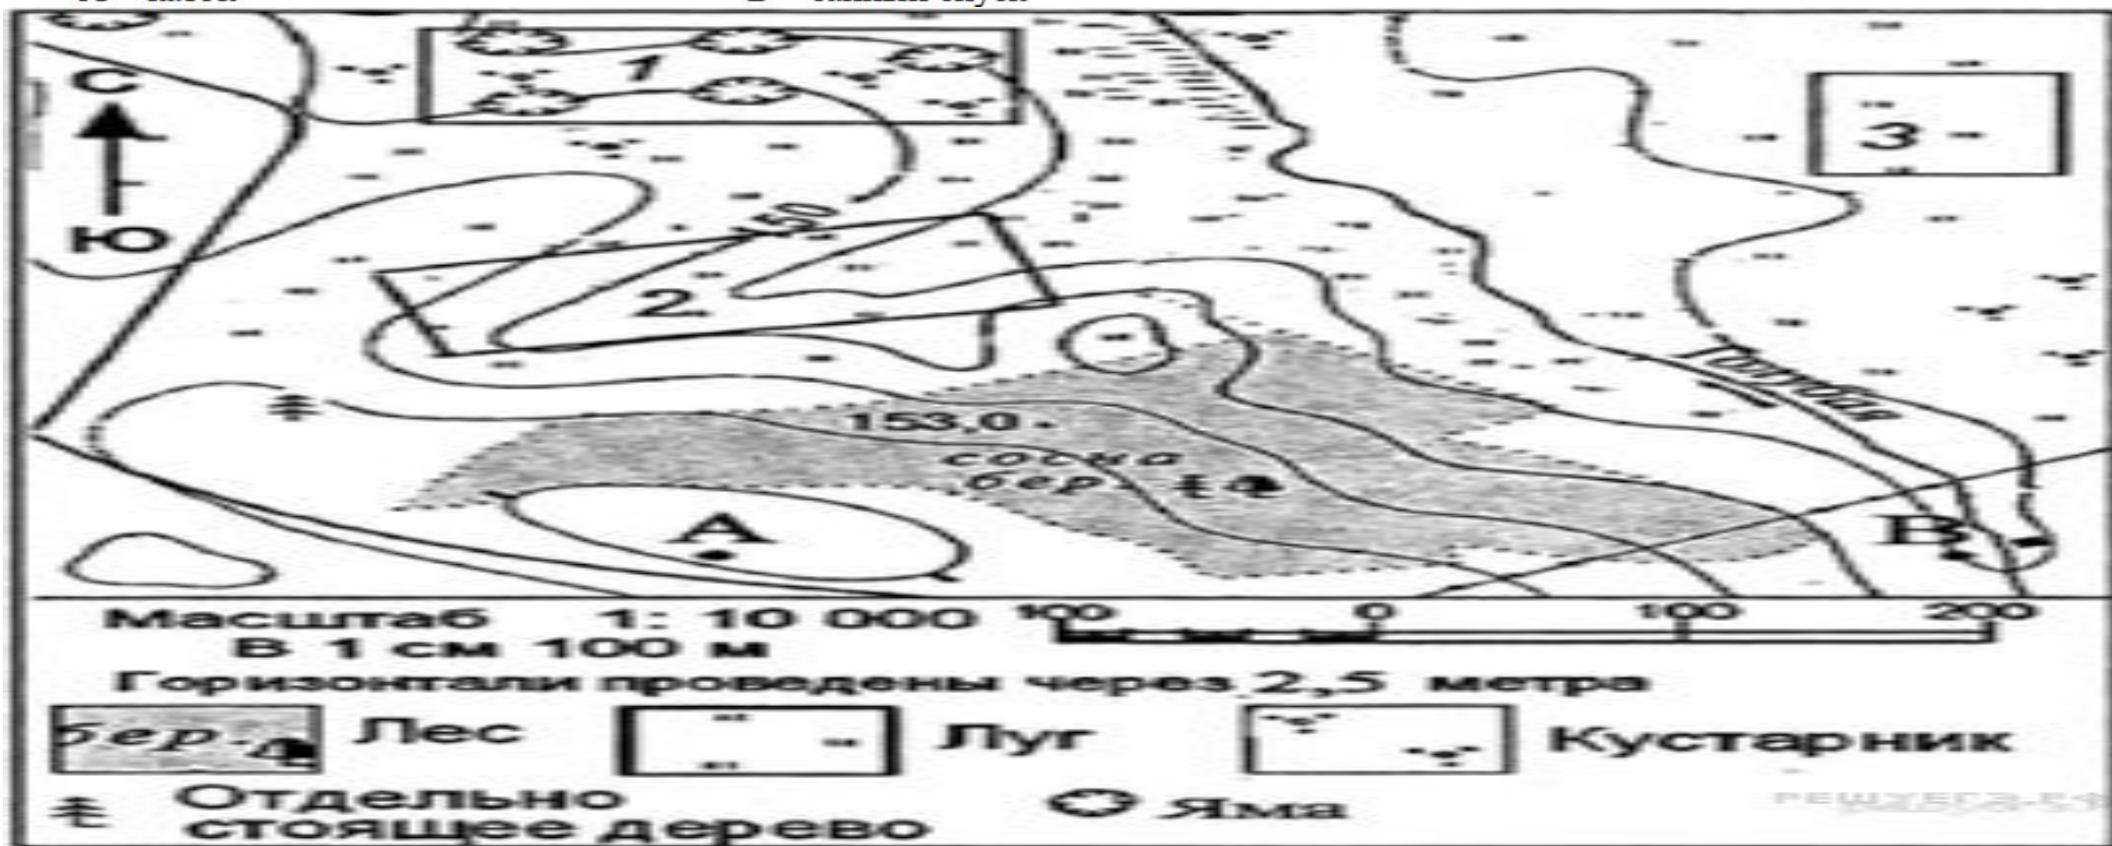 С
1
3
Ю
150
2.
Голубая
153,0
сосна
бер.
А
В
Масштаб 1: 10 000
В 1 см 100 м
100 0 100 200
Горизонтали проведены через 2,5 метра
бер. Лес Луг Кустарник
Отдельно
стоящее дерево
Яма